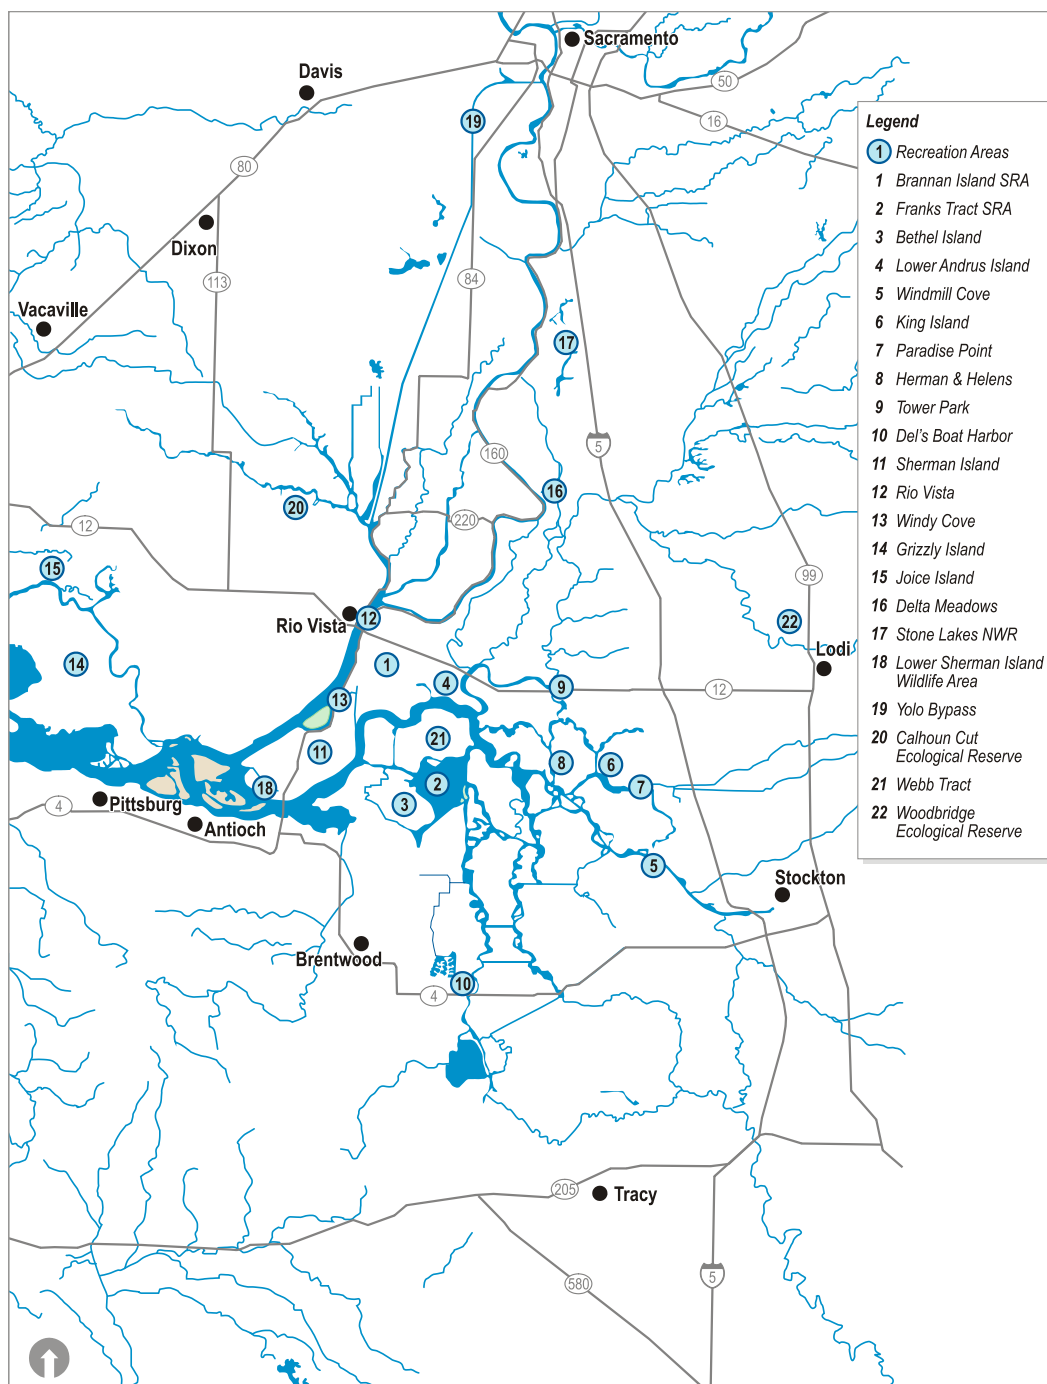 Sacramento
Davis
50
19
16
80
Dixon
113
84
Vacaville
17
5
160
16
20
220
12
15
99
12
Rio Vista
22
Lodi
14
1
4
9
12
13
21
11
8
6
2
7
18
3
Pittsburg
4
Antioch
5
Stockton
Brentwood
10
4
205
Tracy
580
5
Legend
1 Recreation Areas
1 Brannan Island SRA
2 Franks Tract SRA
3 Bethel Island
4 Lower Andrus Island
5 Windmill Cove
6 King Island
7 Paradise Point
8 Herman & Helens
9 Tower Park
10 Del's Boat Harbor
11 Sherman Island
12 Rio Vista
13 Windy Cove
14 Grizzly Island
15 Joice Island
16 Delta Meadows
17 Stone Lakes NWR
18 Lower Sherman Island
Wildlife Area
19 Yolo Bypass
20 Calhoun Cut
Ecological Reserve
21 Webb Tract
22 Woodbridge
Ecological Reserve